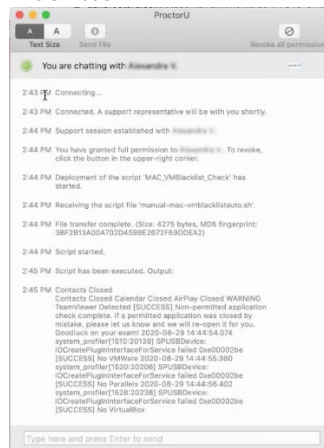 ProctorU
A A
Text Size Send File Revoke all permission
You are chatting with Alexandra V.
2:43 PM Connecting...
2:43 PM Connected. A support representative will be with you shortly.
2:44 PM Support session established with
2:44 PM You have granted full permission to . To revoke,
click the button in the upper-right corner.
2:44 PM Deployment of the script 'MAC_VMBlacklist_Check' has
started.
2:44 PM Receiving the script file 'manual-mac-vmblacklistauto.sh'.
2:44 PM File transfer complete. (Size: 4275 bytes, MD5 fingerprint:
3BF2B13A00A702D459BE2672F69DDEA2)
2:44 PM Script started.
2:45 PM Script has been executed. Output:
2:45 PM Contacts Closed
Contacts Closed Calendar Closed AirPlay Closed WARNING
TeamViewer Detected [SUCCESS] Non-permitted application
check complete. If a permitted application was closed by
mistake, please let us know and we will re-open it for you.
Goodluck on your exam! 2020-08-29 14:44:54.074
system_profiler[1510:20139] SPUSBDevice:
IOCreatePlugInInterfaceForService failed 0xe00002be
[SUCCESS] No VMWare 2020-08-29 14:44:55.380
system_profiler[1520:20206] SPUSBDevice:
IOCreatePlugInInterfaceForService failed 0xe00002be
[SUCCESS] No Parallels 2020-08-29 14:44:56.402
system_profiler[1528:20238] SPUSBDevice:
IOCreatePlugInInterfaceForService failed 0xe00002be
[SUCCESS] No VirtualBox
Type here and press Enter to send